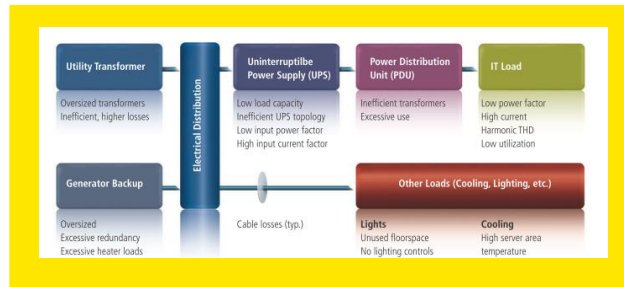 Utility Transformer
Oversized transformers
Inefficient, higher losses
Electrical Distribution
Uninterruptilbe
Power Supply (UPS)
Low load capacity
Inefficient UPS topology
Low input power factor
High input current factor
Power Distribution
Unit (PDU)
Inefficient transformers
Excessive use
IT Load
Low power factor
High current
Harmonic THD
Low utilization
Generator Backup
Oversized
Excessive redundancy
Excessive heater loads
Cable losses (typ.)
Other Loads (Cooling, Lighting, etc.)
Lights
Unused floorspace
No lighting controls
Cooling
High server area
temperature